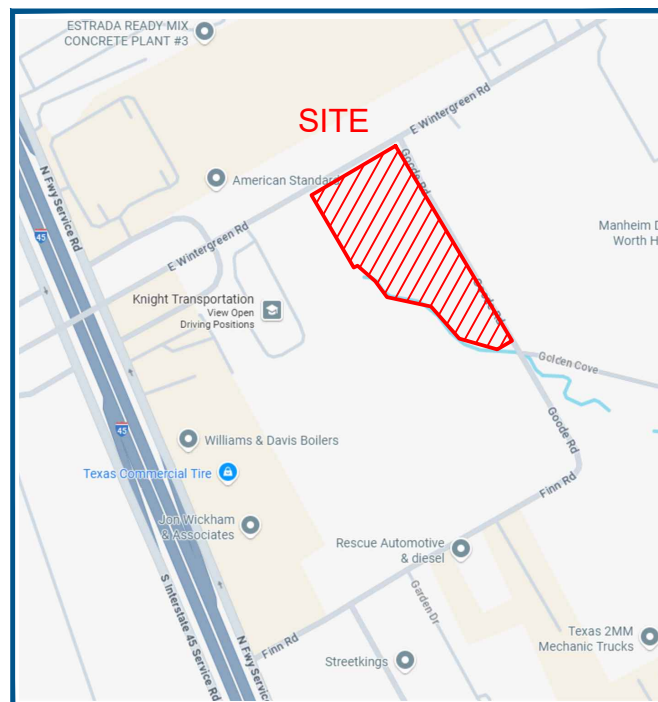 ESTRADA READY MIX
CONCRETE PLANT #3
SITE
E Wintergreen Rd
American Standard
Goode Rd
N Fwy Service Rd
45
E Wintergreen Rd
Manheim D
Worth H
Knight Transportation
View Open
Driving Positions
Golden Cove
45
Williams & Davis Boilers
Goode Rd
Texas Commercial Tire
Finn Rd
Jon Wickham
& Associates
Rescue Automotive
& diesel
S Interstate 45 Service Rd
Garden Dr
Texas 2MM
Mechanic Trucks
Finn Rd
N Fwy Servic
Streetkings